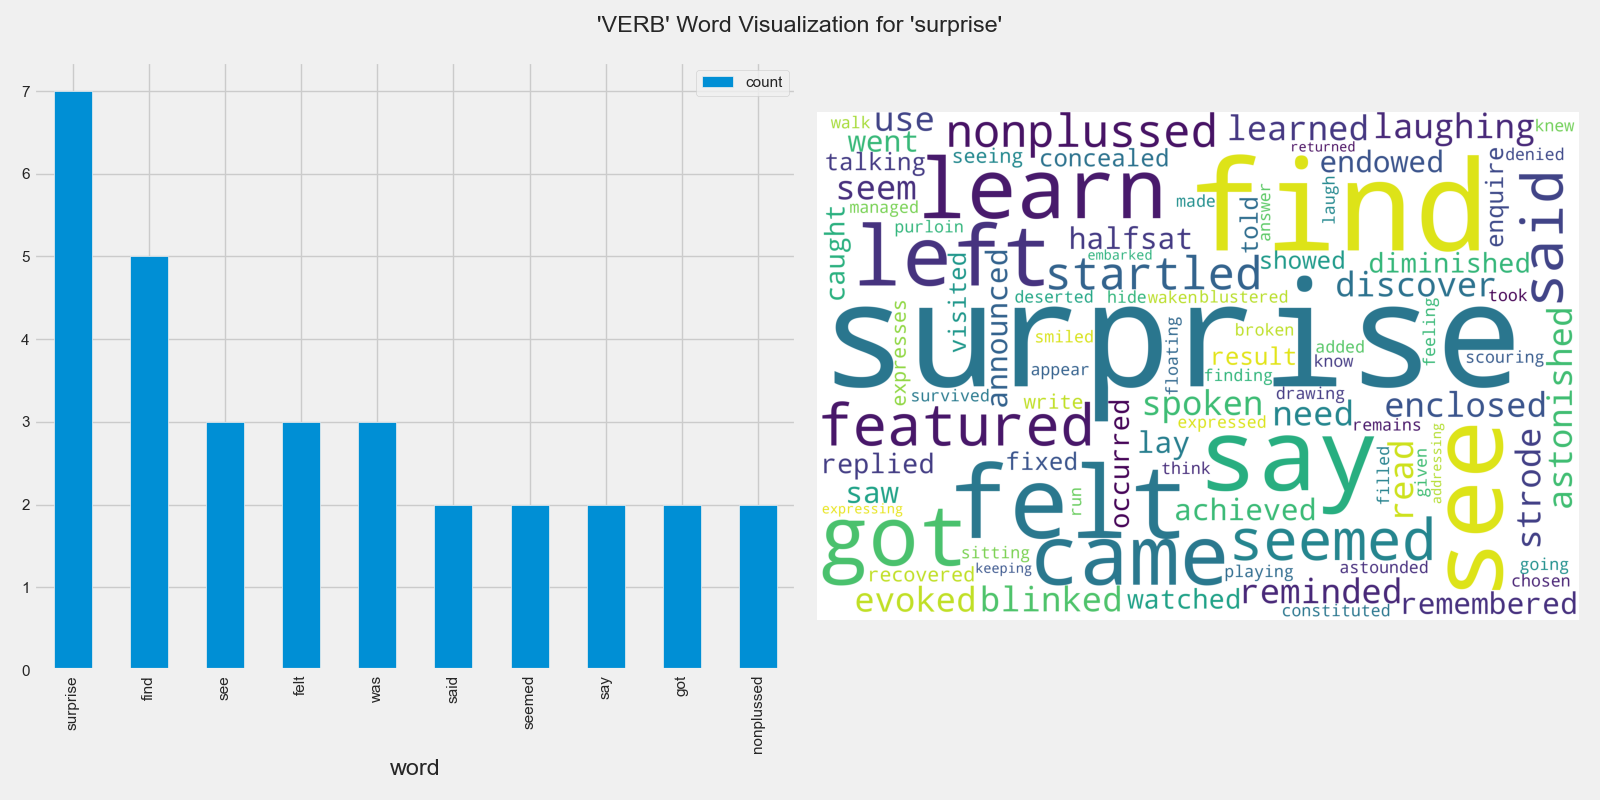 'VERB' Word Visualization for 'surprise'
count
7
6
5
4
3
2
1
0
surprise
find
see
felt
was
said
seemed
say
got
nonplussed
word
walk
use
nonplussed
learned
laughing
knew
went
returned
talking
seeing
concealed
endowed
enquire
denied
seem
learn
find
said
managed
made
told
answer
laugh
caught
purloin
left
halfsat
embarked
startled
showed
diminished
visited
announced
deserted
hide
waken
blustered
discover
took
surprise
expresses
smiled
floating
broken
added
feeling
astonished
appear
result
know
scouring
survived
finding
write
drawing
featured
occurred
spoken
need
enclosed
expressed
remains
replied
fixed
lay
say
read
addressing
see
strode
think
filled
given
saw
felt
run
expressing
got
achieved
came
seemed
sitting
keeping
recovered
playing
astounded
going
chosen
evoked
blinked
watched
reminded
constituted
remembered